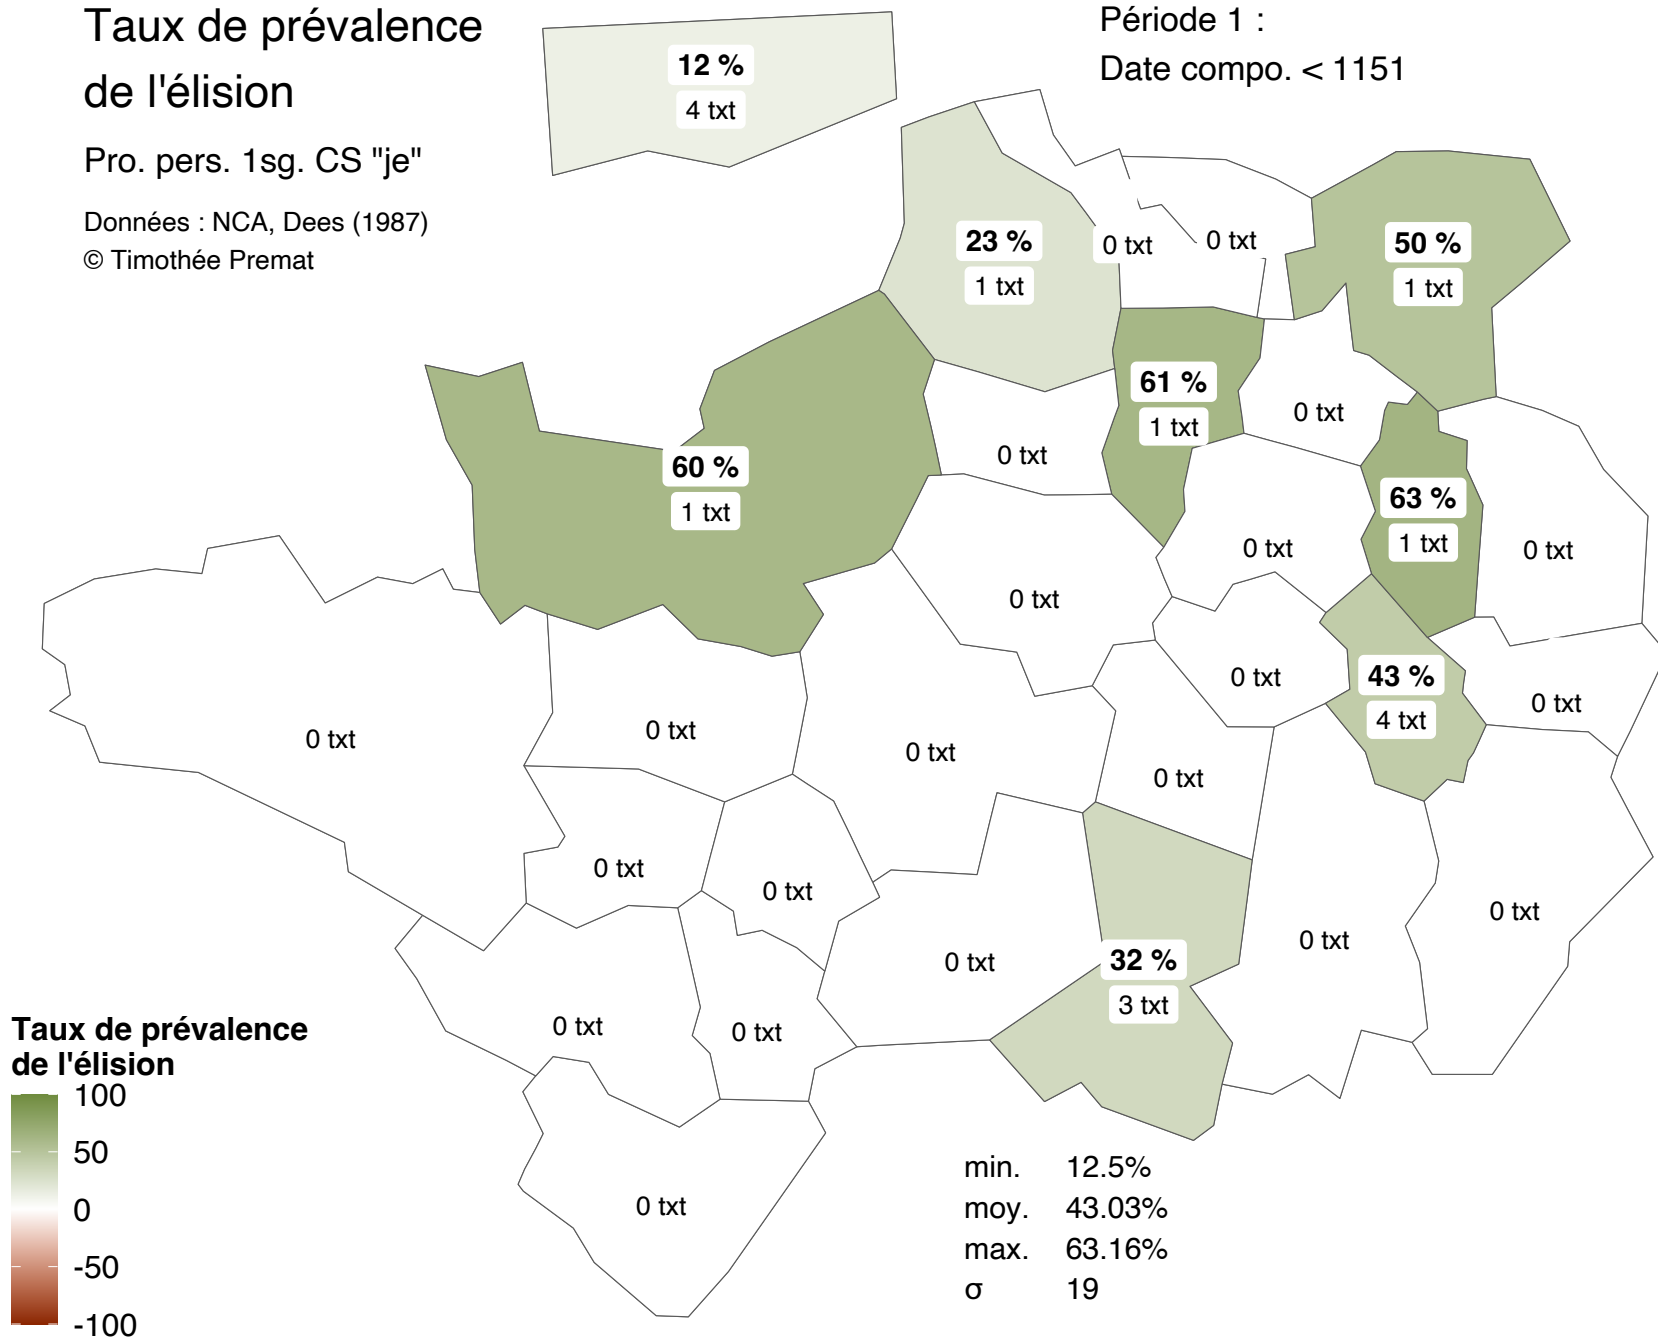 Taux de prévalence
de l'élision
Pro. pers. 1sg. CS "je"
Données : NCA, Dees (1987)
© Timothée Premat
Période 1 :
Date compo. < 1151
12 %
4 txt
23 %
1 txt
0 txt
0 txt
50 %
1 txt
61 %
1 txt
0 txt
0 txt
60 %
1 txt
63 %
1 txt
0 txt
0 txt
0 txt
0 txt
43 %
4 txt
0 txt
0 txt
0 txt
0 txt
0 txt
0 txt
0 txt
0 txt
0 txt
0 txt
32 %
3 txt
0 txt
0 txt
0 txt
0 txt
Taux de prévalence
de l'élision
100
50
0
-50
-100
min. 12.5%
moy. 43.03%
max. 63.16%
σ 19